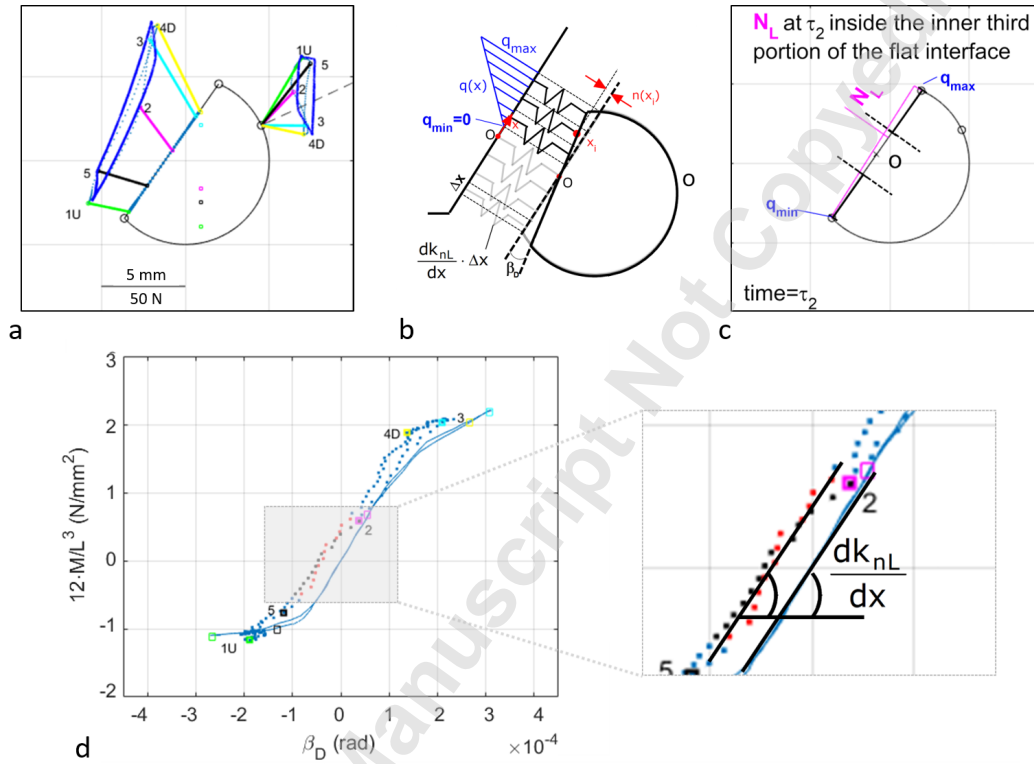 4D
3
2
5
1U
1U
5
2
3
4D
5 mm
50 N
a
q_max
q(x)
q_min=0
n(x_i)
x
x_i
O
O
O
Δx
dk_nL
dx
· Δx
β_D
b
N_L at τ_2 inside the inner third
portion of the flat interface
N_L
q_max
O
q_min
time=τ_2
c
12·M/L^3 (N/mm^2)
3
2
1
0
-1
-2
4D
3
2
5
1U
-4
-3
-2
-1
0
1
2
3
4
β_D (rad)
×10^-4
d
2
5
dk_nL
dx
Manuscript Not Copyedited